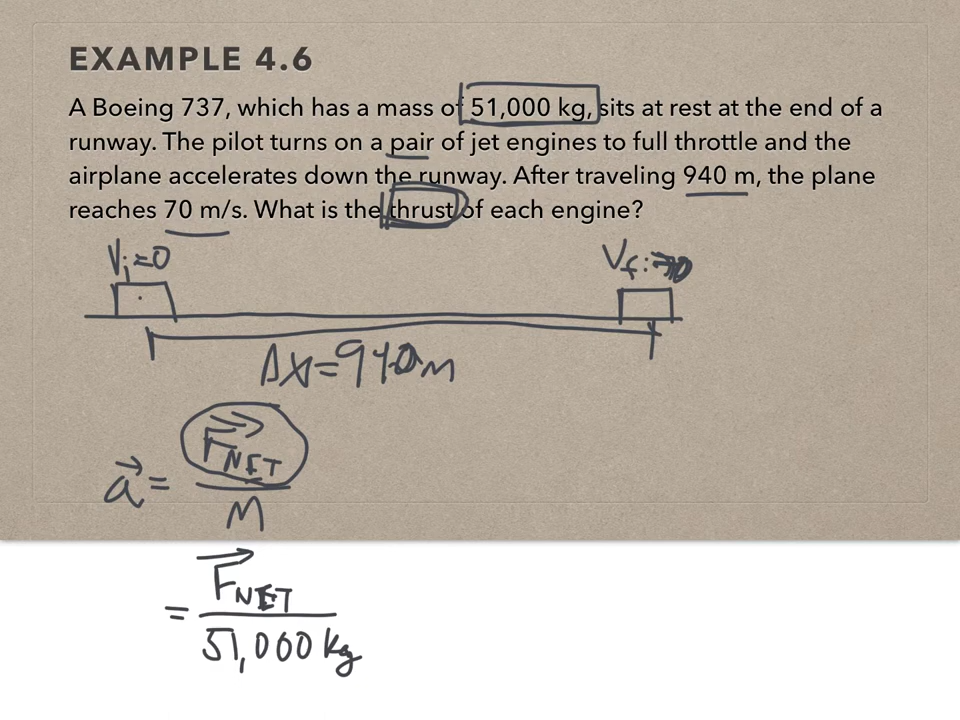 EXAMPLE 4.6
A Boeing 737, which has a mass of 51,000 kg, sits at rest at the end of a
runway. The pilot turns on a pair of jet engines to full throttle and the
airplane accelerates down the runway. After traveling 940 m, the plane
reaches 70 m/s. What is the thrust of each engine?
Vi=0
Vf=70
Δx=940m
a = FNET
M
= FNET
51,000 kg